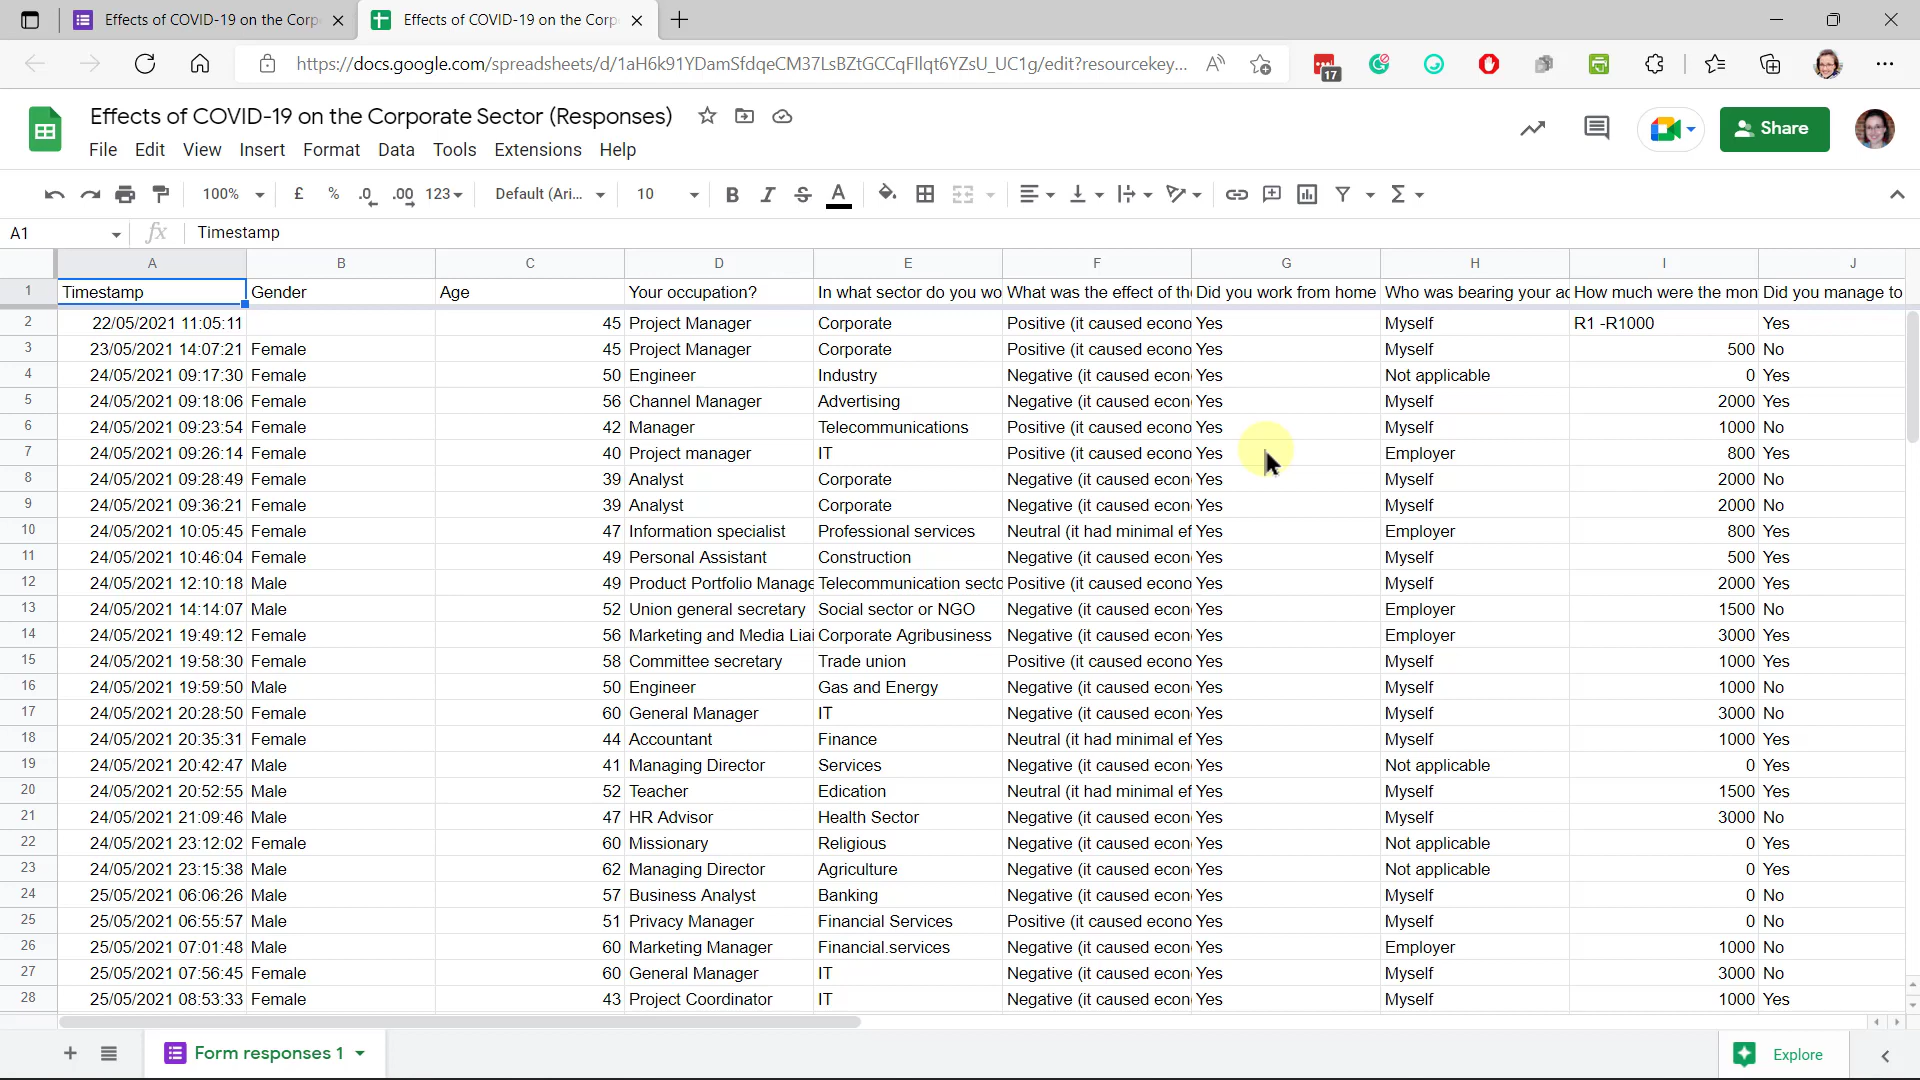 Effects of COVID-19 on the Corp
Effects of COVID-19 on the Corp
https://docs.google.com/spreadsheets/d/1aH6k91YDamSfdqeCM37LsBZtGCCqFIlqt6YZsU_UC1g/edit?resourcekey...
17
Effects of COVID-19 on the Corporate Sector (Responses)
File Edit View Insert Format Data Tools Extensions Help
Share
100% £ % .0 .00 123 Default (Ari... 10 B I S A
A1 fx Timestamp
A B C D E F G H I J
1 Timestamp Gender Age Your occupation? In what sector do you wo What was the effect of th Did you work from home Who was bearing your ac How much were the mon Did you manage to
2 22/05/2021 11:05:11 45 Project Manager Corporate Positive (it caused econo Yes Myself R1 -R1000 Yes
3 23/05/2021 14:07:21 Female 45 Project Manager Corporate Positive (it caused econo Yes Myself 500 No
4 24/05/2021 09:17:30 Female 50 Engineer Industry Negative (it caused econ Yes Not applicable 0 Yes
5 24/05/2021 09:18:06 Female 56 Channel Manager Advertising Negative (it caused econ Yes Myself 2000 Yes
6 24/05/2021 09:23:54 Female 42 Manager Telecommunications Positive (it caused econo Yes Myself 1000 No
7 24/05/2021 09:26:14 Female 40 Project manager IT Positive (it caused econo Yes Employer 800 Yes
8 24/05/2021 09:28:49 Female 39 Analyst Corporate Negative (it caused econ Yes Myself 2000 No
9 24/05/2021 09:36:21 Female 39 Analyst Corporate Negative (it caused econ Yes Myself 2000 No
10 24/05/2021 10:05:45 Female 47 Information specialist Professional services Neutral (it had minimal ef Yes Employer 800 Yes
11 24/05/2021 10:46:04 Female 49 Personal Assistant Construction Negative (it caused econ Yes Myself 500 Yes
12 24/05/2021 12:10:18 Male 49 Product Portfolio Manage Telecommunication secto Positive (it caused econo Yes Myself 2000 Yes
13 24/05/2021 14:14:07 Male 52 Union general secretary Social sector or NGO Negative (it caused econ Yes Employer 1500 No
14 24/05/2021 19:49:12 Female 56 Marketing and Media Liai Corporate Agribusiness Negative (it caused econ Yes Employer 3000 Yes
15 24/05/2021 19:58:30 Female 58 Committee secretary Trade union Positive (it caused econo Yes Myself 1000 Yes
16 24/05/2021 19:59:50 Male 50 Engineer Gas and Energy Negative (it caused econ Yes Myself 1000 No
17 24/05/2021 20:28:50 Female 60 General Manager IT Negative (it caused econ Yes Myself 3000 No
18 24/05/2021 20:35:31 Female 44 Accountant Finance Neutral (it had minimal ef Yes Myself 1000 Yes
19 24/05/2021 20:42:47 Male 41 Managing Director Services Negative (it caused econ Yes Not applicable 0 Yes
20 24/05/2021 20:52:55 Male 52 Teacher Edication Neutral (it had minimal ef Yes Myself 1500 Yes
21 24/05/2021 21:09:46 Male 47 HR Advisor Health Sector Negative (it caused econ Yes Myself 3000 No
22 24/05/2021 23:12:02 Female 60 Missionary Religious Negative (it caused econ Yes Not applicable 0 Yes
23 24/05/2021 23:15:38 Male 62 Managing Director Agriculture Negative (it caused econ Yes Not applicable 0 Yes
24 25/05/2021 06:06:26 Male 57 Business Analyst Banking Negative (it caused econ Yes Myself 0 No
25 25/05/2021 06:55:57 Male 51 Privacy Manager Financial Services Positive (it caused econo Yes Myself 0 No
26 25/05/2021 07:01:48 Male 60 Marketing Manager Financial.services Negative (it caused econ Yes Employer 1000 No
27 25/05/2021 07:56:45 Female 60 General Manager IT Negative (it caused econ Yes Myself 3000 No
28 25/05/2021 08:53:33 Female 43 Project Coordinator IT Negative (it caused econ Yes Myself 1000 Yes
Form responses 1 Explore